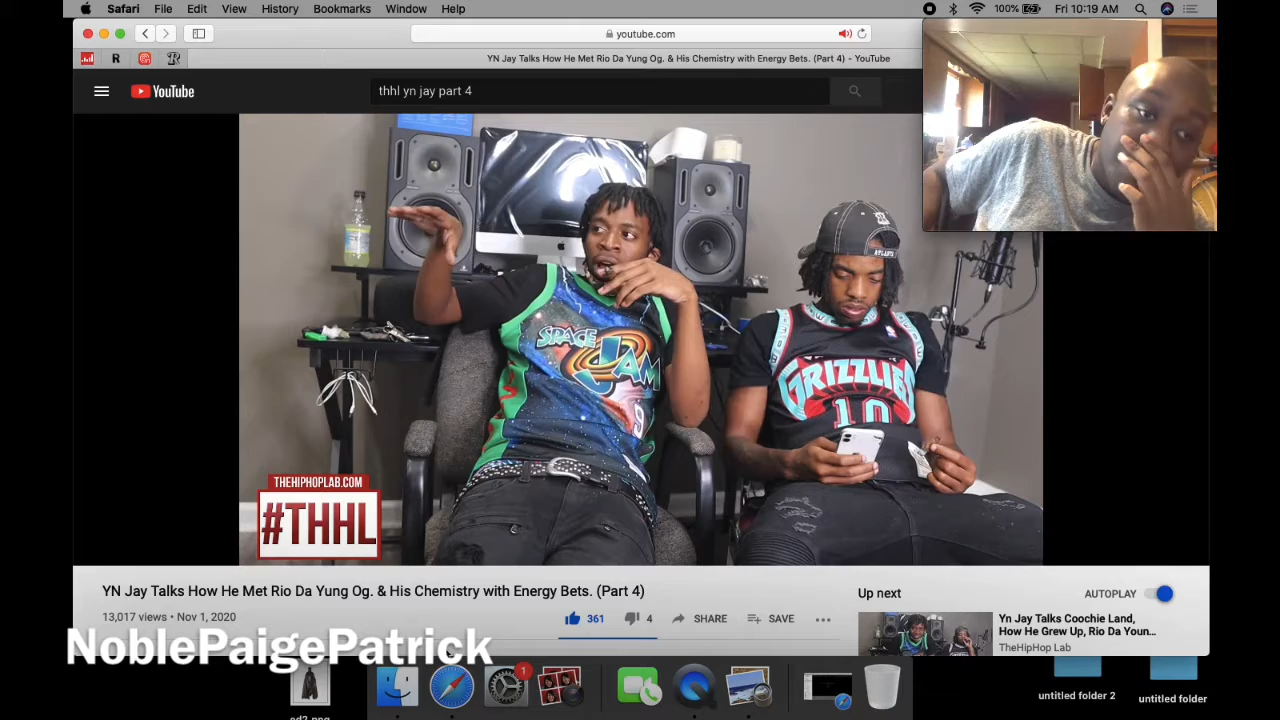 Safari File Edit View History Bookmarks Window Help 100% Fri 10:19 AM
youtube.com
R YN Jay Talks How He Met Rio Da Yung Og. & His Chemistry with Energy Bets. (Part 4) - YouTube
YouTube thhl yn jay part 4
ATLANTA
SPACE JAM
9
GRIZZLIES
10
THEHIPHOPLAB.COM
#THHL
YN Jay Talks How He Met Rio Da Yung Og. & His Chemistry with Energy Bets. (Part 4)
13,017 views • Nov 1, 2020 361 4 SHARE SAVE
Up next AUTOPLAY
YN Jay Talks Coochie Land, How He Grew Up, Rio Da Youn...
TheHipHop Lab
NoblePaigePatrick
1
ed2.png
untitled folder 2 untitled folder